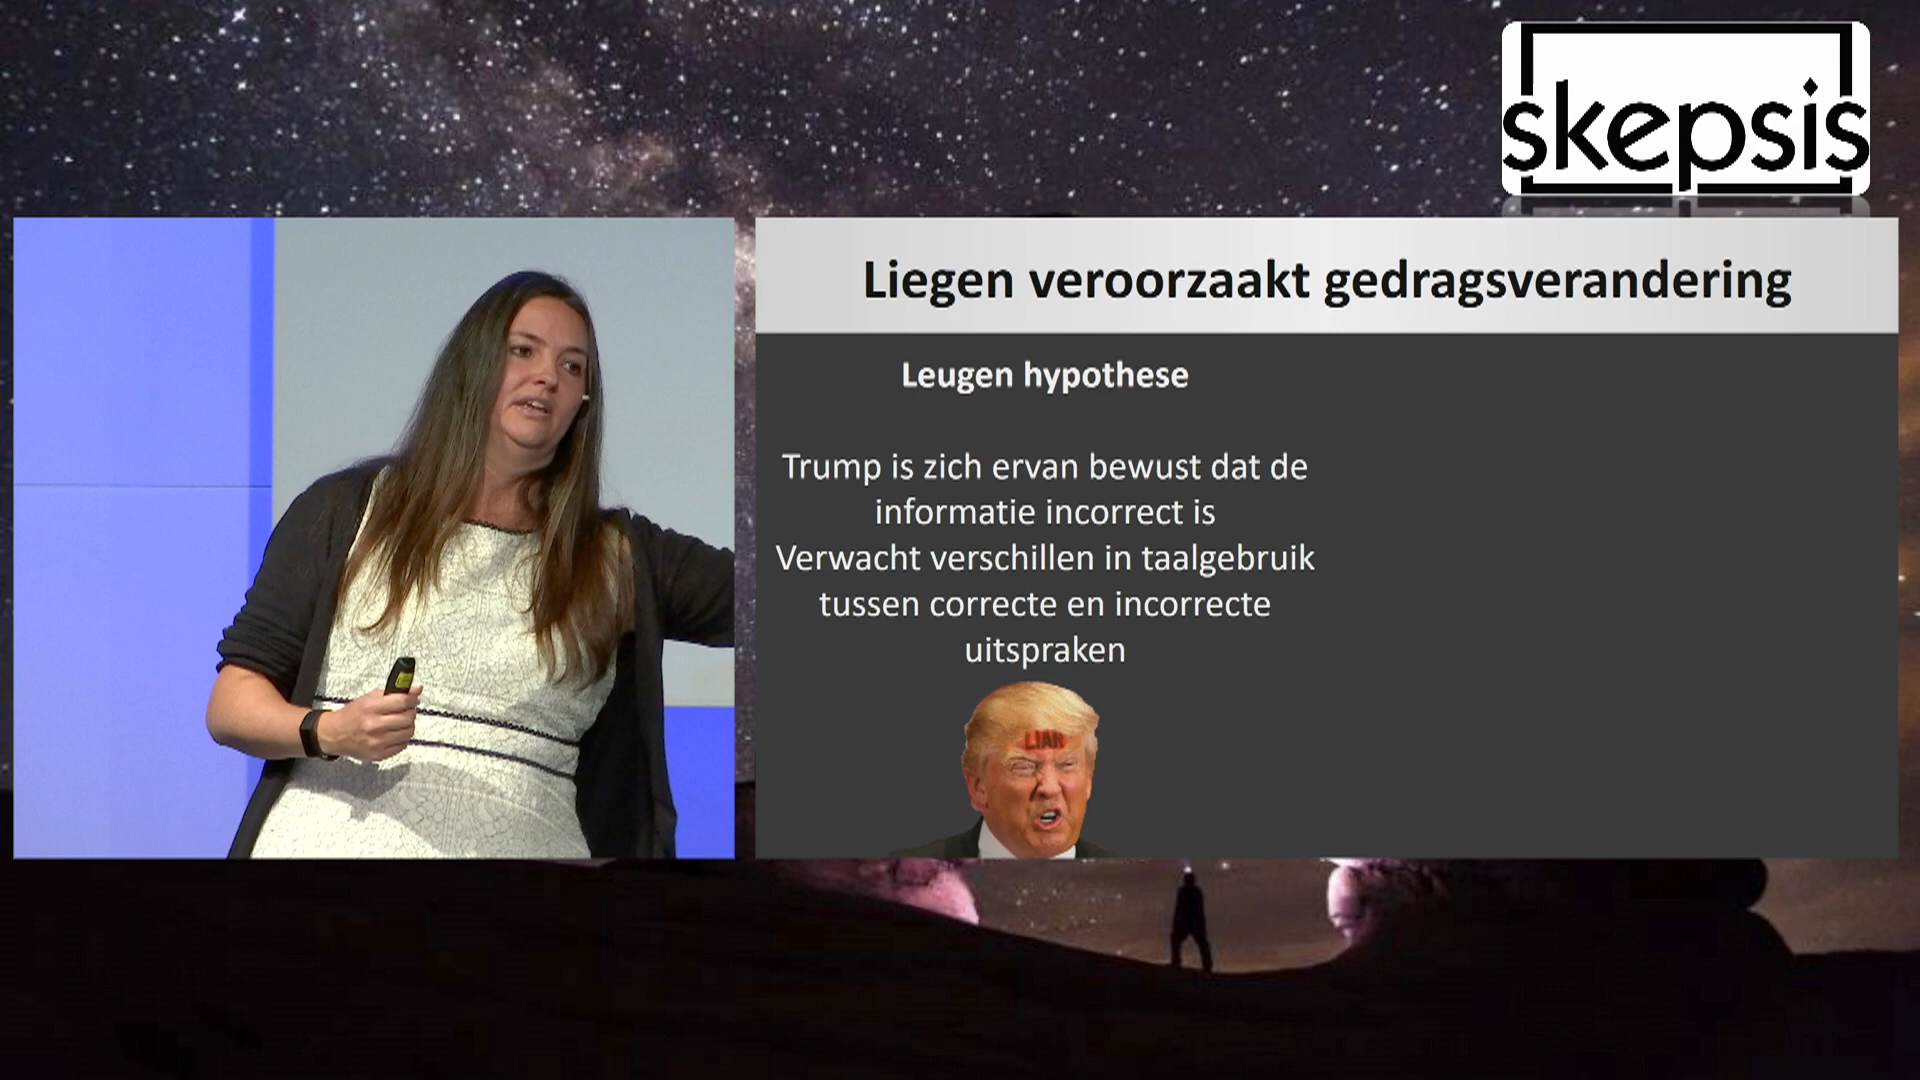 skepsis
Liegen veroorzaakt gedragsverandering
Leugen hypothese
Trump is zich ervan bewust dat de
informatie incorrect is
Verwacht verschillen in taalgebruik
tussen correcte en incorrecte
uitspraken
LIAR